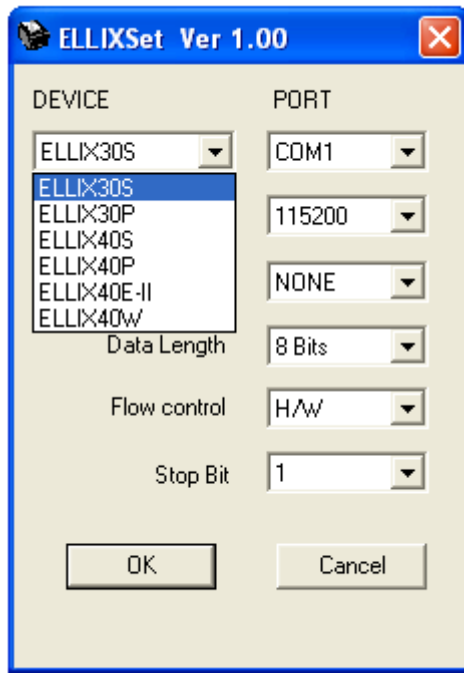 ELLIXSet Ver 1.00
DEVICE PORT
ELLIX30S COM1
ELLIX30S
ELLIX30P 115200
ELLIX40S
ELLIX40P NONE
ELLIX40E-II
ELLIX40W
Data Length 8 Bits
Flow control H/W
Stop Bit 1
OK Cancel